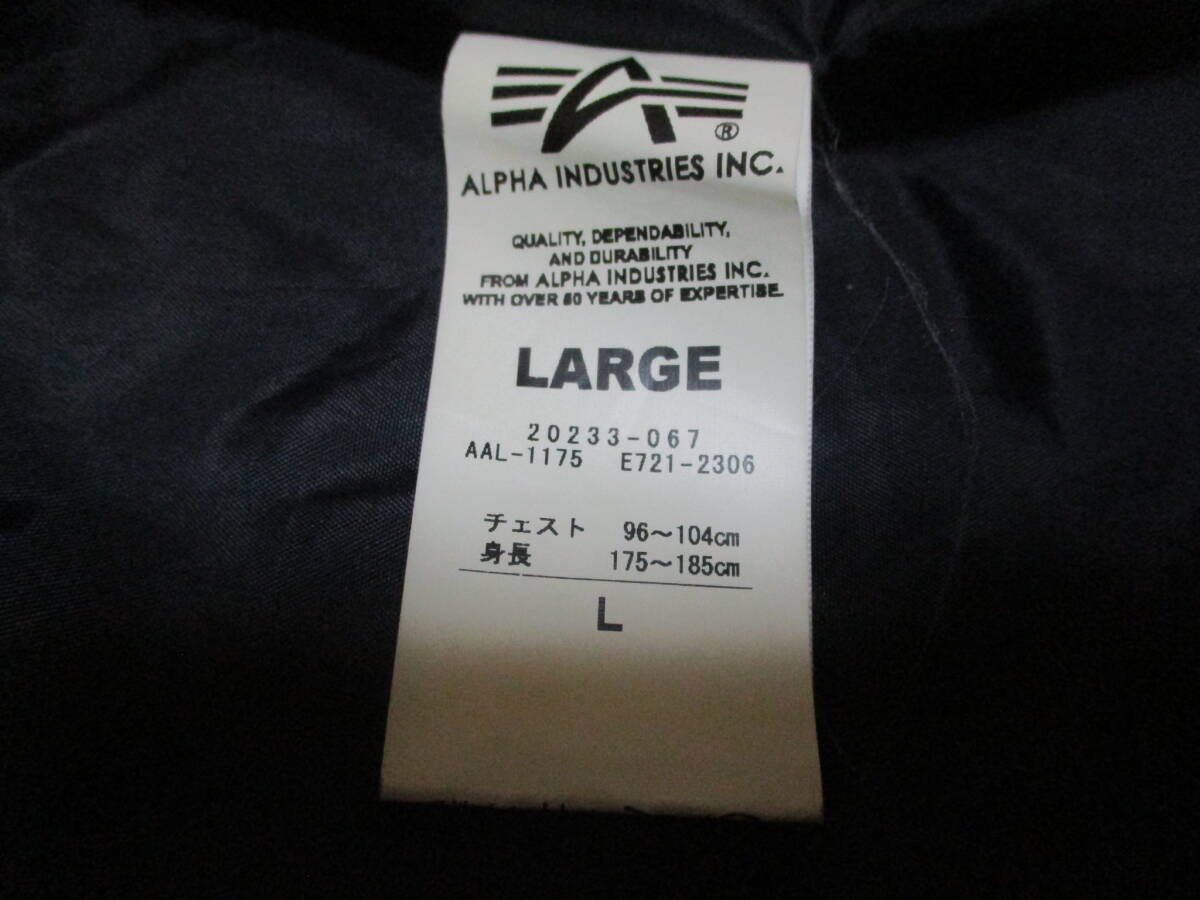 ®
ALPHA INDUSTRIES INC.
QUALITY, DEPENDABILITY,
AND DURABILITY
FROM ALPHA INDUSTRIES INC.
WITH OVER 50 YEARS OF EXPERTISE.
LARGE
20233-067
AAL-1175 E721-2306
チェスト 96～104cm
身長 175～185cm
L